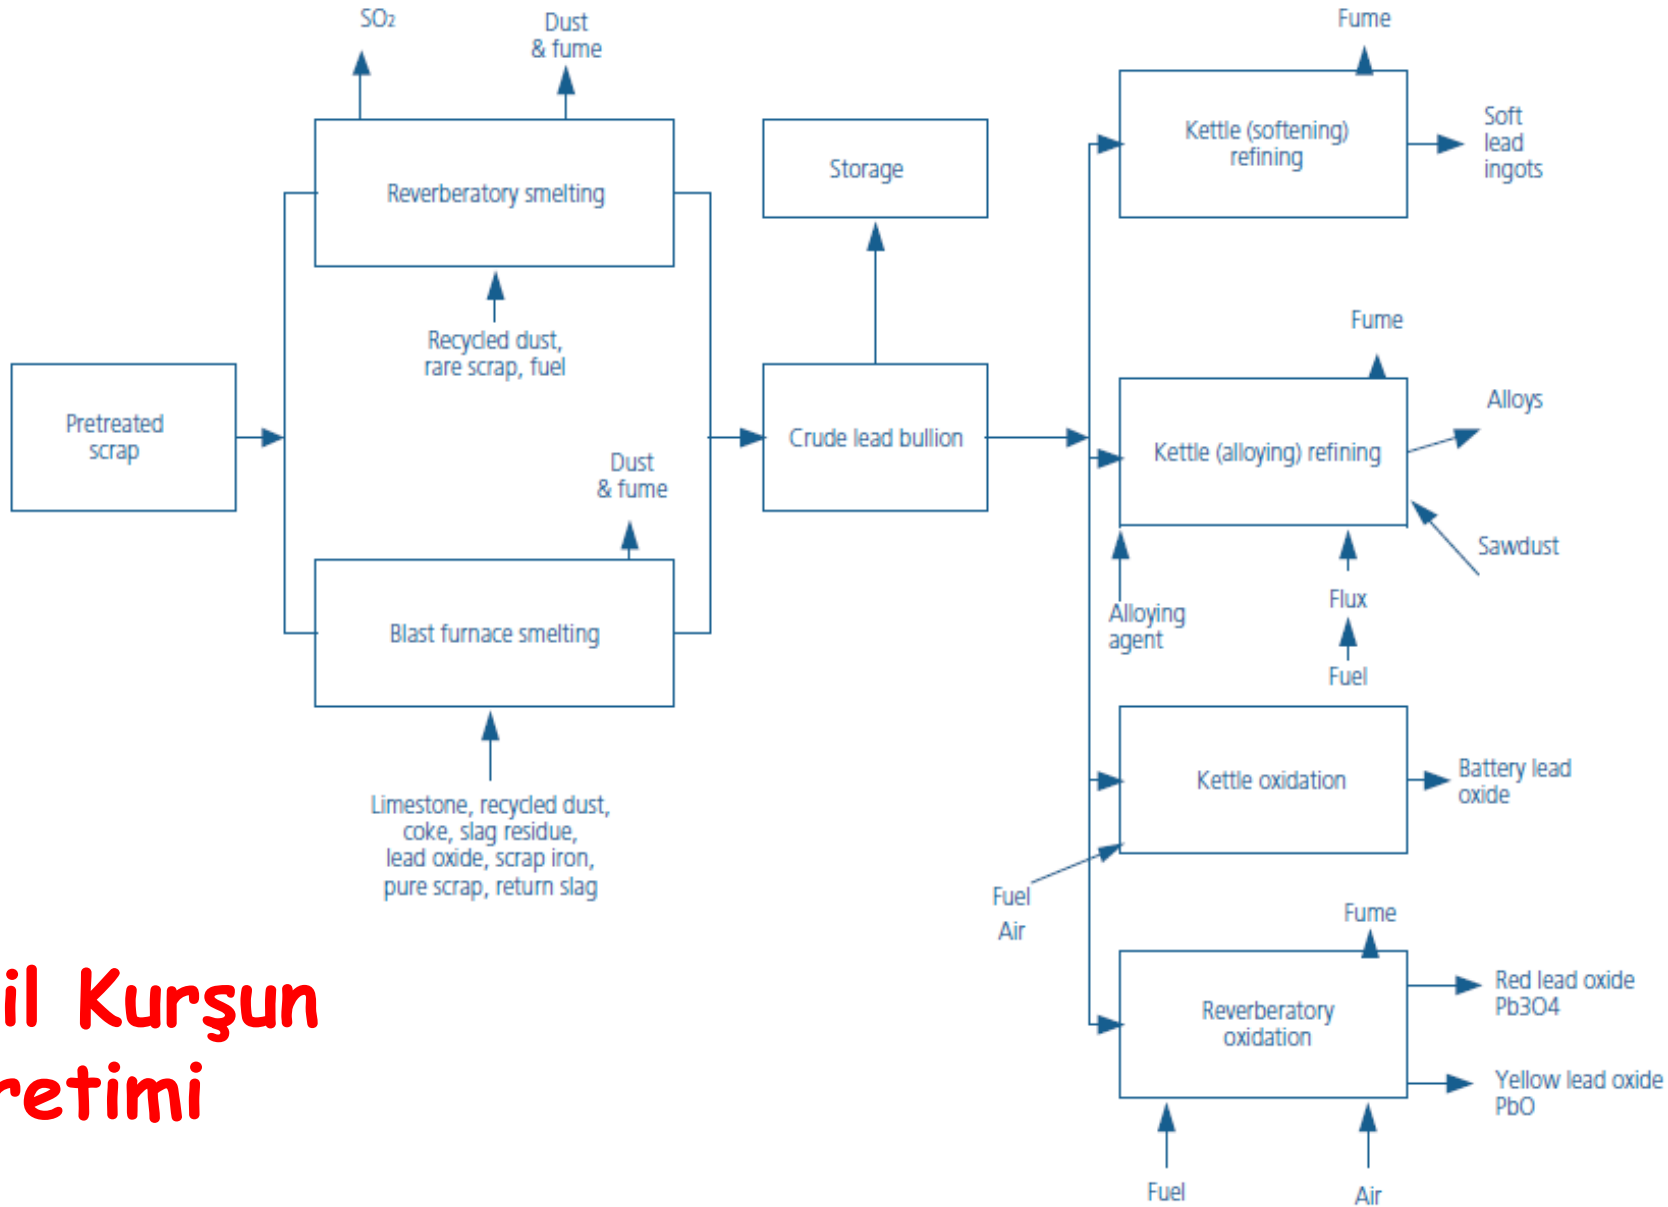 SO2
Dust
& fume
Reverberatory smelting
Recycled dust,
rare scrap, fuel
Pretreated
scrap
Dust
& fume
Blast furnace smelting
Limestone, recycled dust,
coke, slag residue,
lead oxide, scrap iron,
pure scrap, return slag
Storage
Crude lead bullion
Fume
Kettle (softening)
refining
Soft
lead
ingots
Fume
Kettle (alloying) refining
Alloys
Sawdust
Alloying
agent
Flux
Fuel
Kettle oxidation
Battery lead
oxide
Fuel
Air
Fume
Reverberatory
oxidation
Red lead oxide
Pb3O4
Yellow lead oxide
PbO
Fuel
Air
il Kurşun
retimi